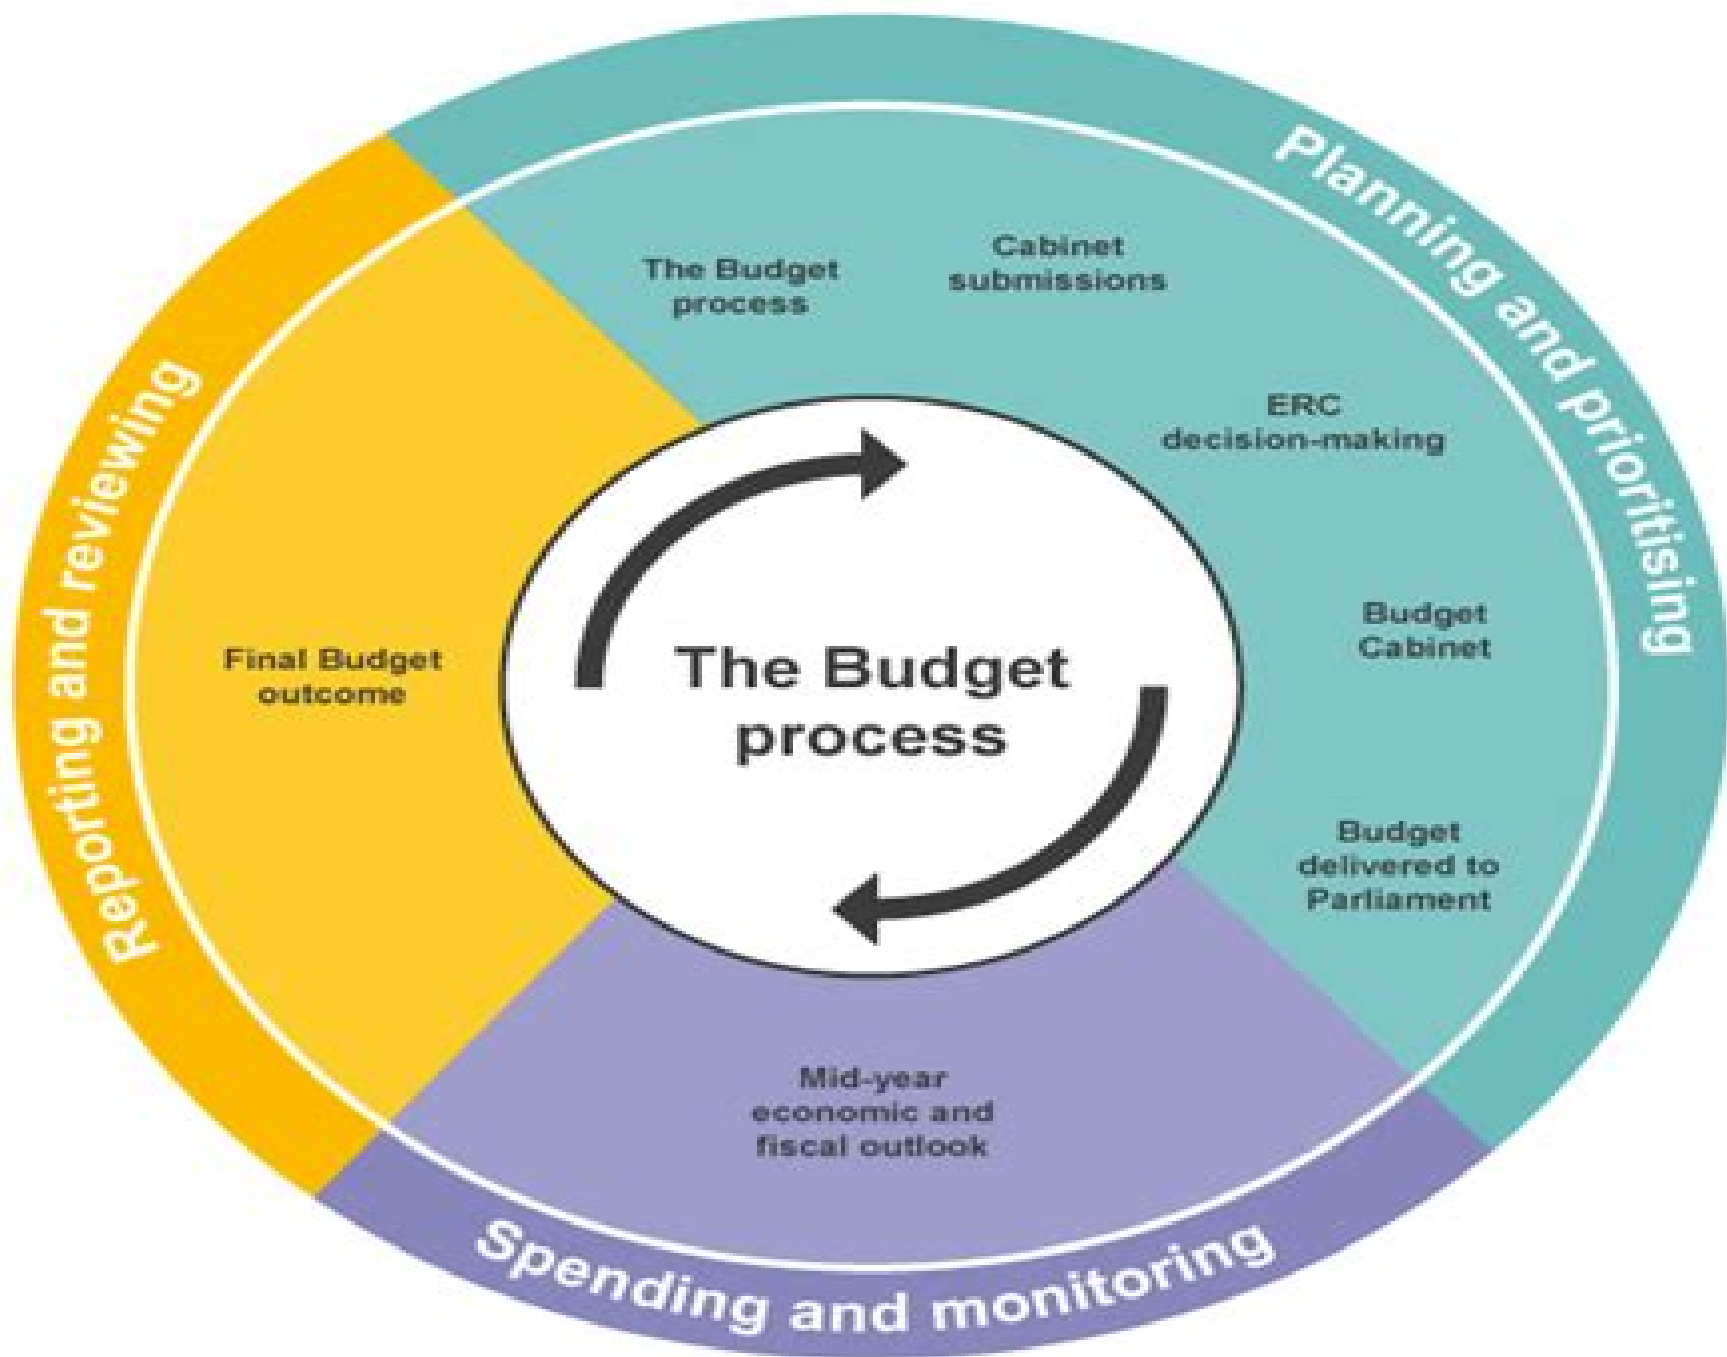 Planning and prioritising
The Budget
process
Cabinet
submissions
ERC
decision-making
Budget
Cabinet
Budget
delivered to
Parliament
Spending and monitoring
Mid-year
economic and
fiscal outlook
Reporting and reviewing
Final Budget
outcome
The Budget
process